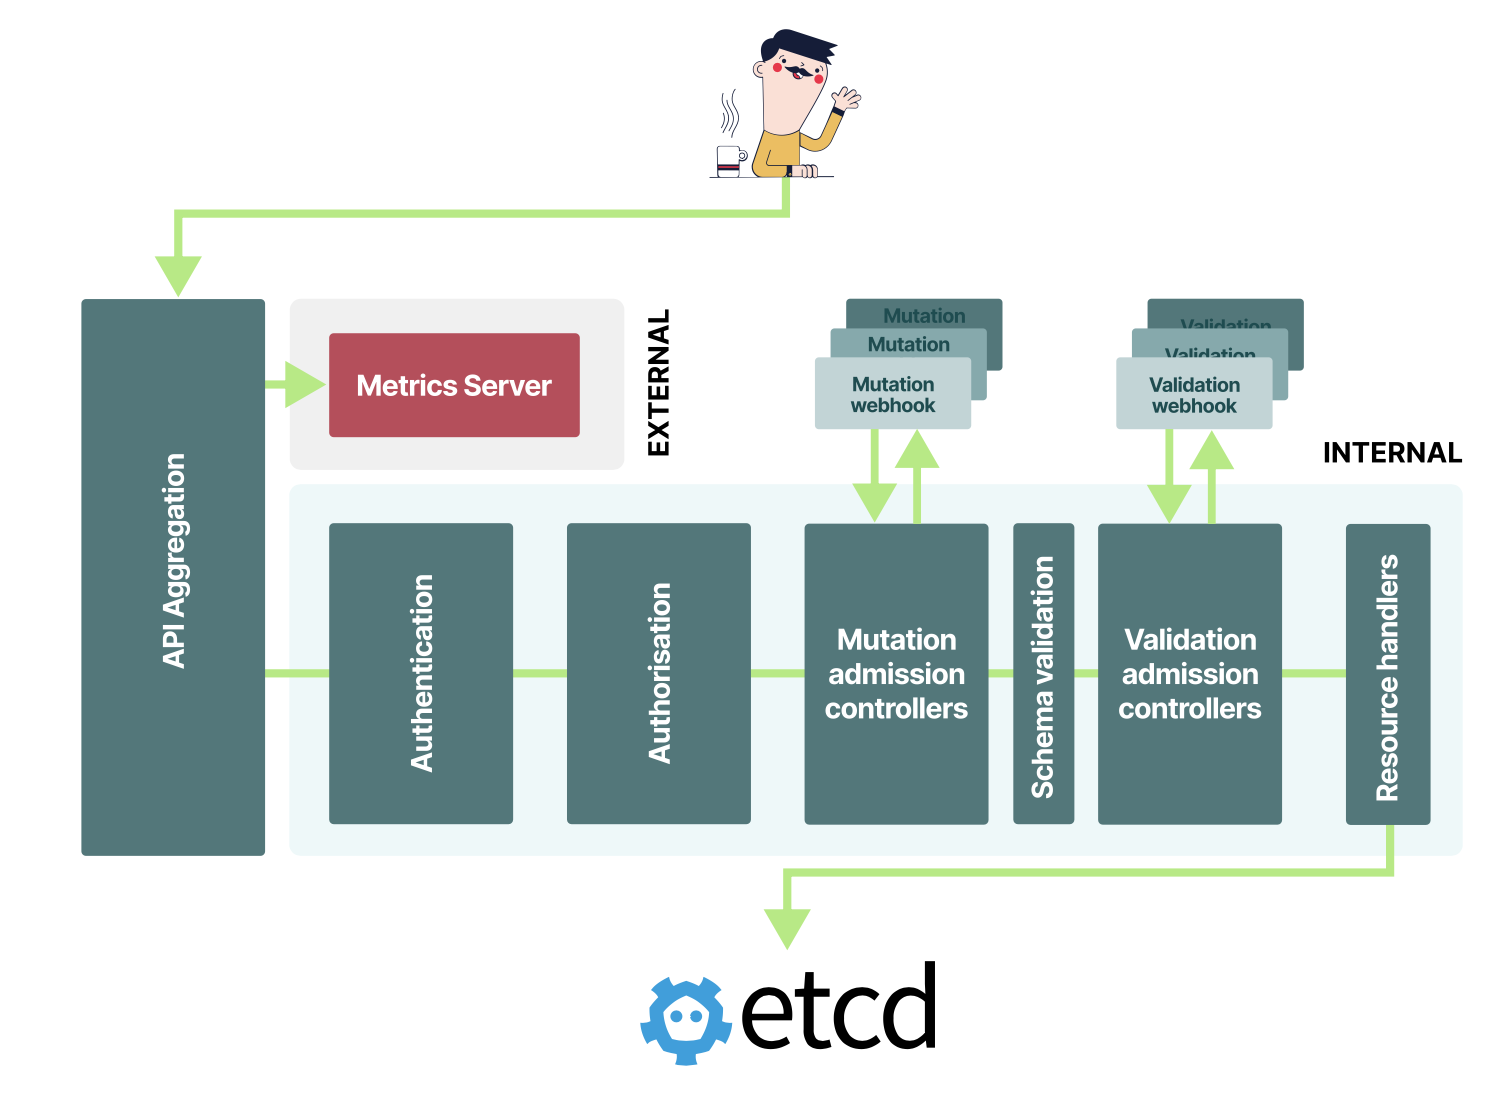 API Aggregation
Metrics Server
EXTERNAL
Mutation
Mutation
Mutation
webhook
Validation
Validation
Validation
webhook
INTERNAL
Authentication
Authorisation
Mutation
admission
controllers
Schema validation
Validation
admission
controllers
Resource handlers
etcd